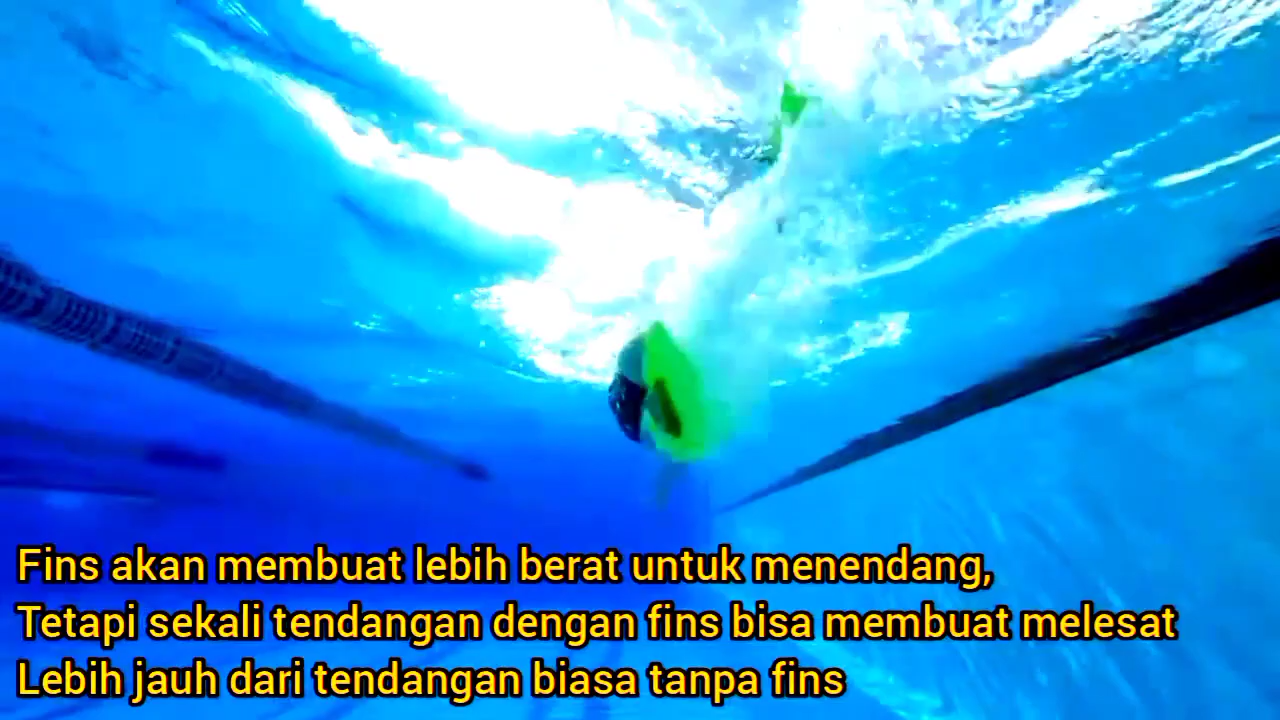 Fins akan membuat lebih berat untuk menendang,
Tetapi sekali tendangan dengan fins bisa membuat melesat
Lebih jauh dari tendangan biasa tanpa fins